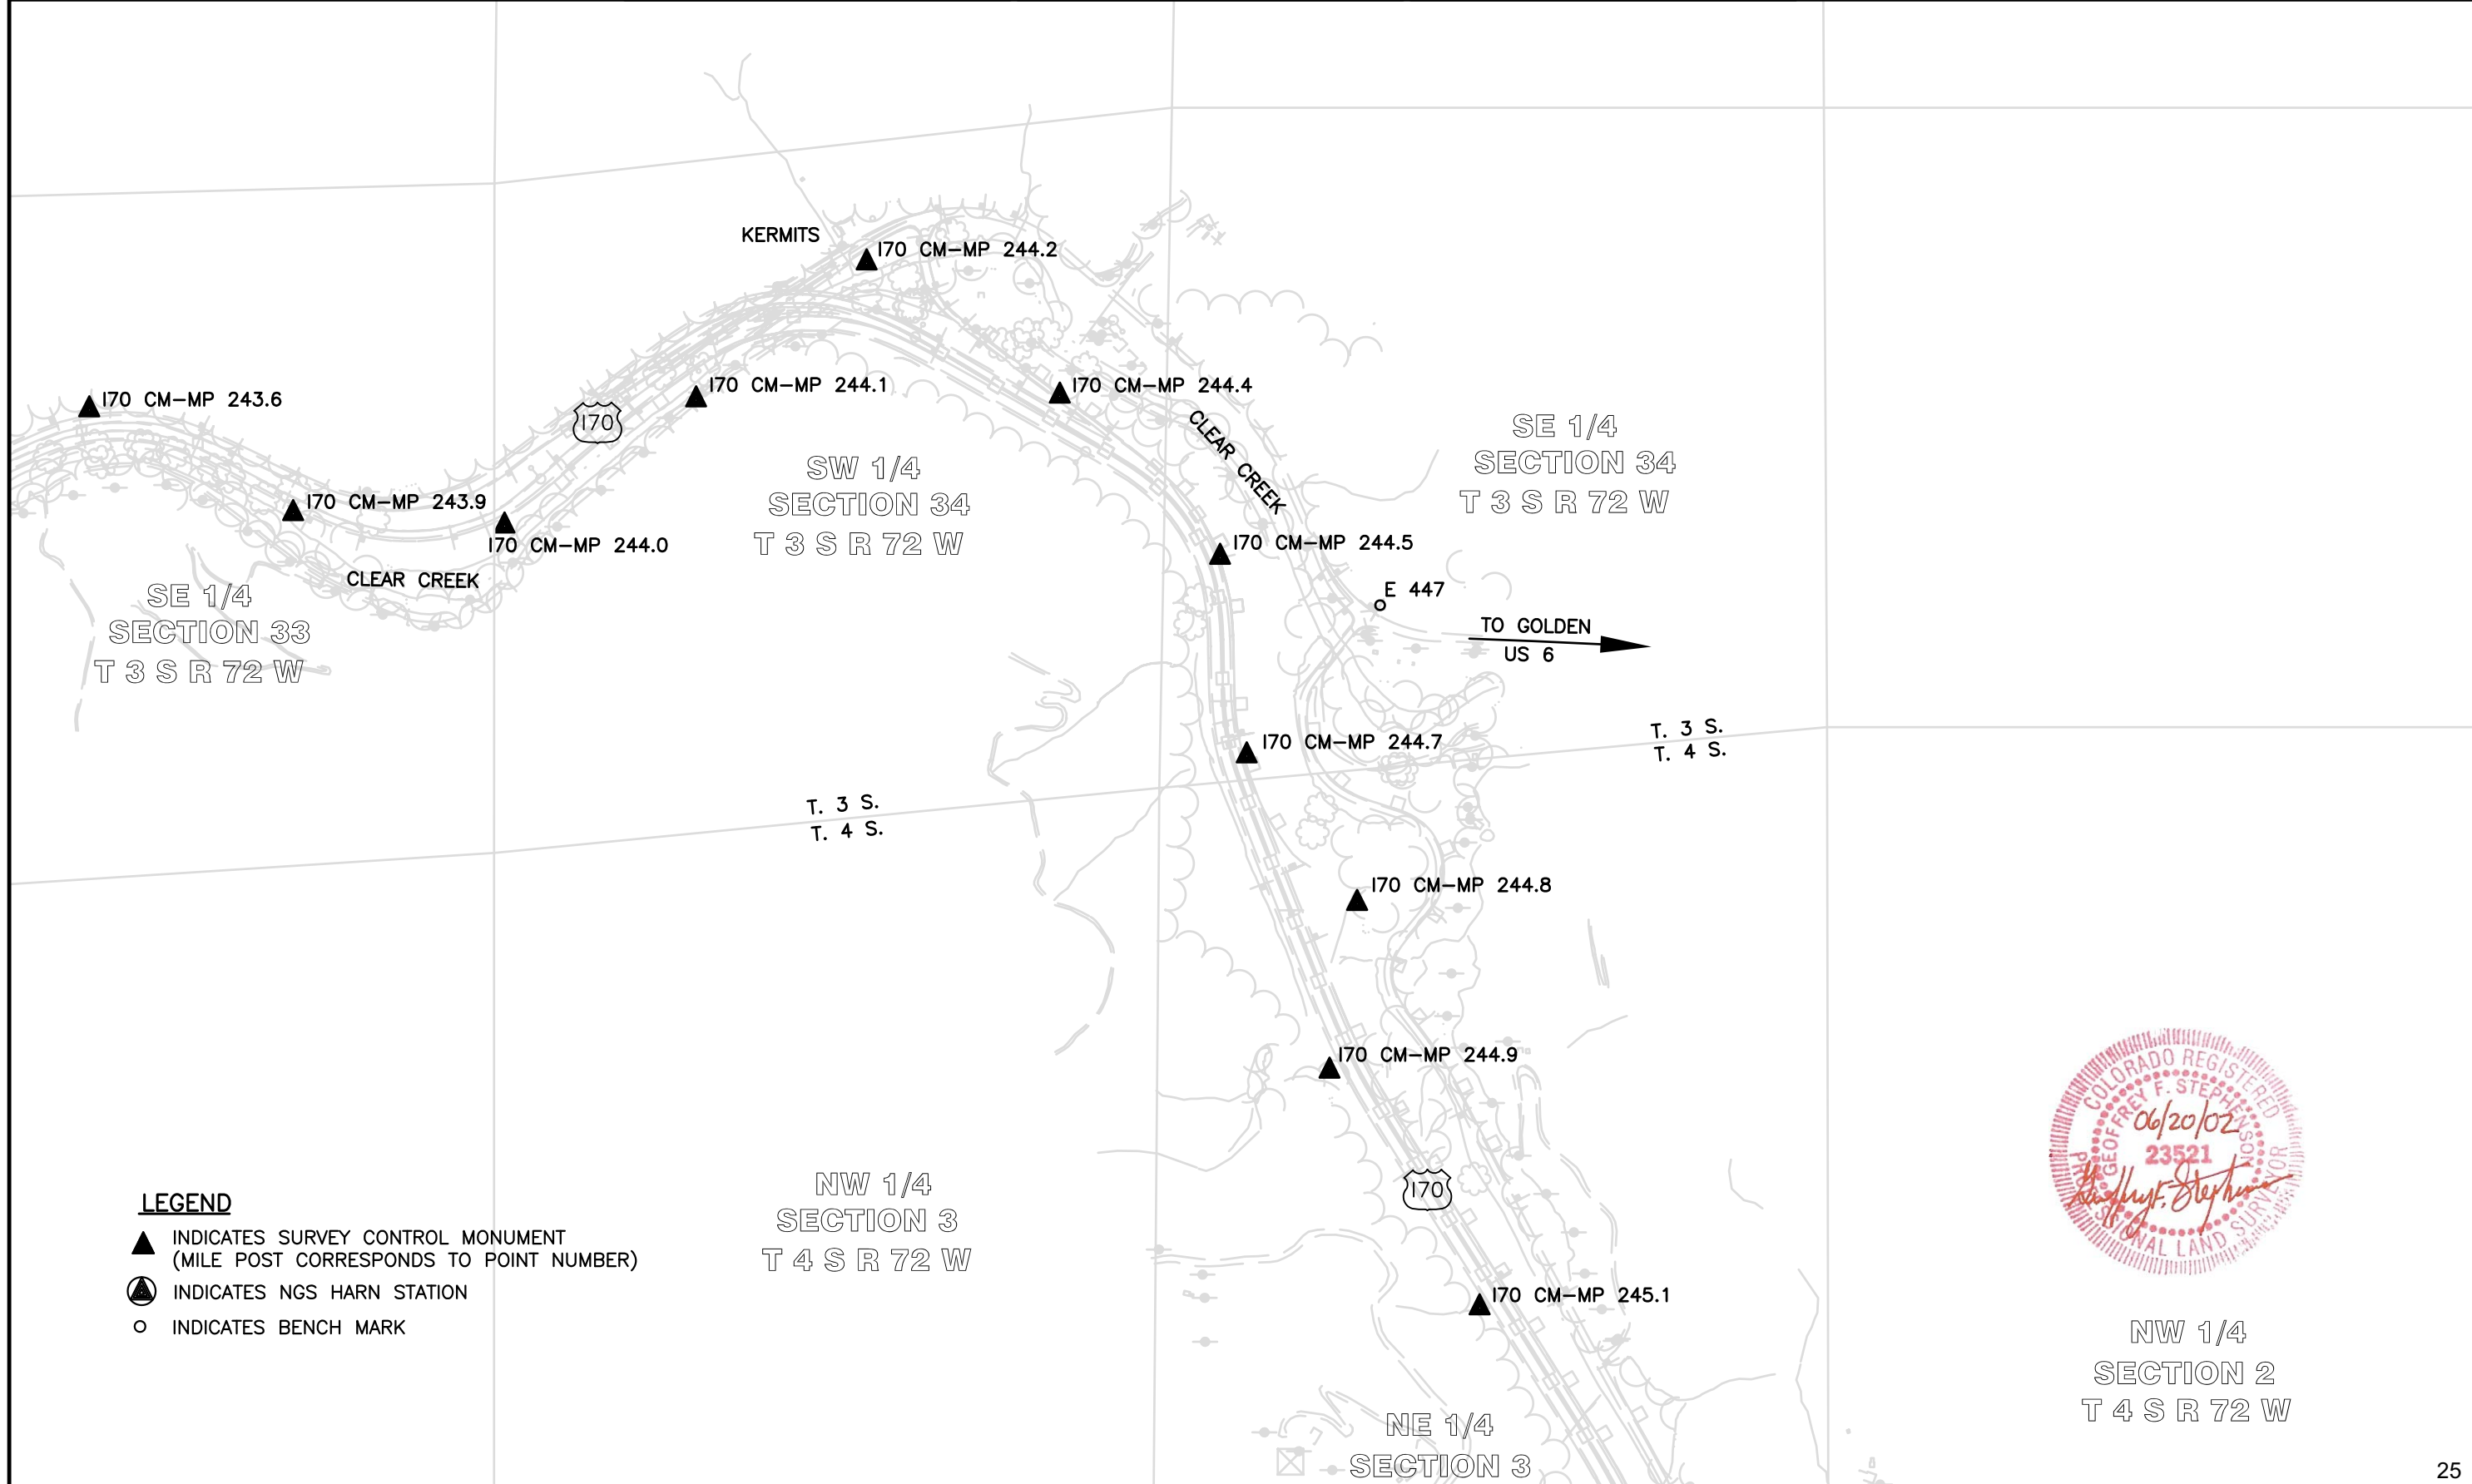 KERMITS
I70 CM-MP 244.2
I70 CM-MP 243.6
I70 CM-MP 244.1
I70 CM-MP 244.4
I70
CLEAR CREEK
SE 1/4
SECTION 34
T 3 S R 72 W
SW 1/4
SECTION 34
T 3 S R 72 W
I70 CM-MP 243.9
I70 CM-MP 244.0
I70 CM-MP 244.5
CLEAR CREEK
SE 1/4
SECTION 33
T 3 S R 72 W
E 447
TO GOLDEN
US 6
I70 CM-MP 244.7
T. 3 S.
T. 4 S.
T. 3 S.
T. 4 S.
I70 CM-MP 244.8
I70 CM-MP 244.9
NW 1/4
SECTION 3
T 4 S R 72 W
I70
I70 CM-MP 245.1
LEGEND
INDICATES SURVEY CONTROL MONUMENT
(MILE POST CORRESPONDS TO POINT NUMBER)
INDICATES NGS HARN STATION
INDICATES BENCH MARK
COLORADO REGISTERED
GEOFFREY F. STEPHENSON
06/20/02
23521
PROFESSIONAL LAND SURVEYOR
NW 1/4
SECTION 2
T 4 S R 72 W
NE 1/4
SECTION 3
25